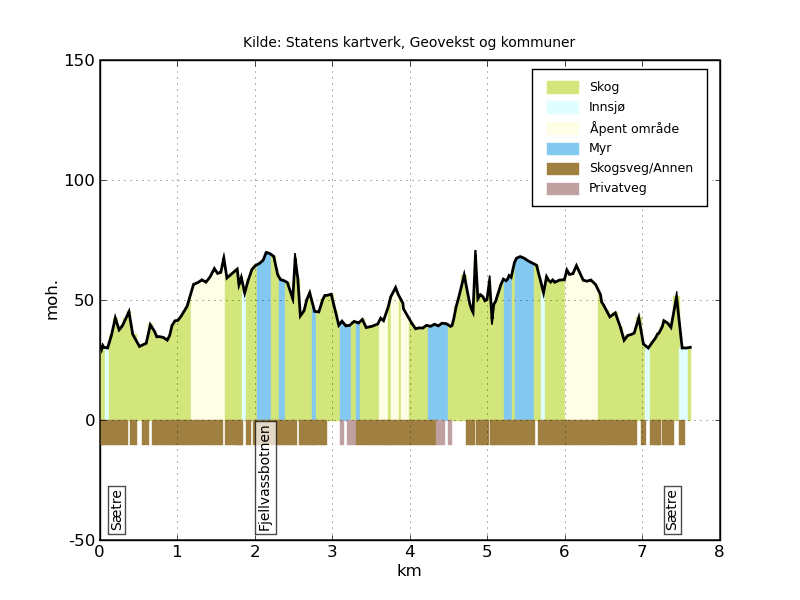 Kilde: Statens kartverk, Geovekst og kommuner
150
100
50
0
-50
moh.
Skog
Innsjø
Åpent område
Myr
Skogsveg/Annen
Privatveg
Sætre
Fjellvassbotnen
Sætre
0 1 2 3 4 5 6 7 8
km